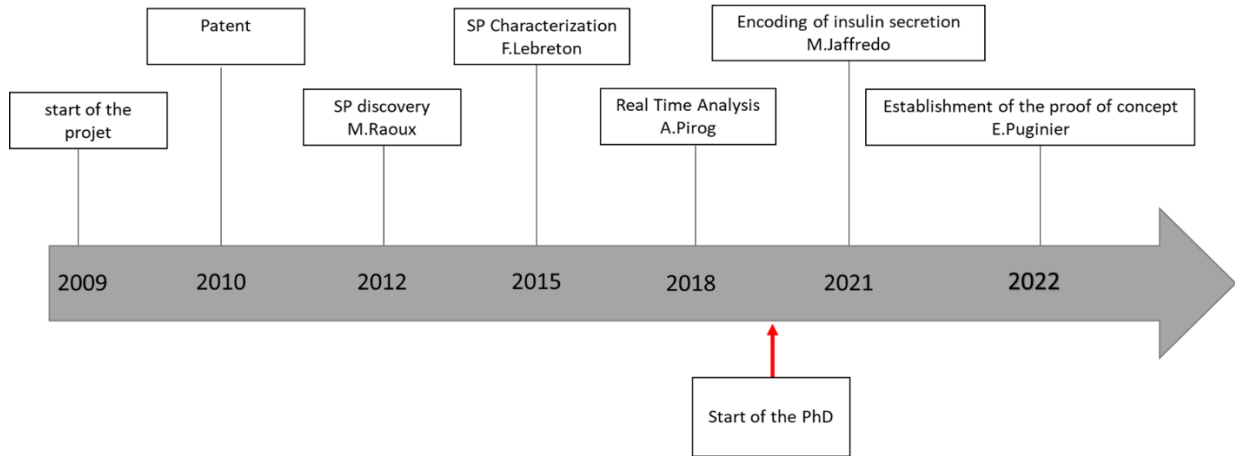 start of the
projet
Patent
SP discovery
M.Raoux
SP Characterization
F.Lebreton
Real Time Analysis
A.Pirog
Encoding of insulin secretion
M.Jaffredo
Establishment of the proof of concept
E.Puginier
2009
2010
2012
2015
2018
2021
2022
Start of the PhD